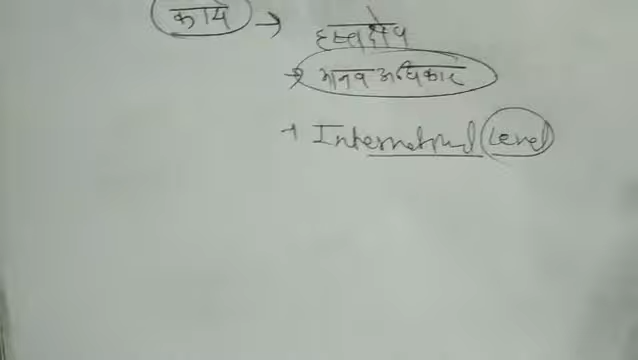 कार्य → हस्तक्षेप
→ मानव अधिकार
→ International Level